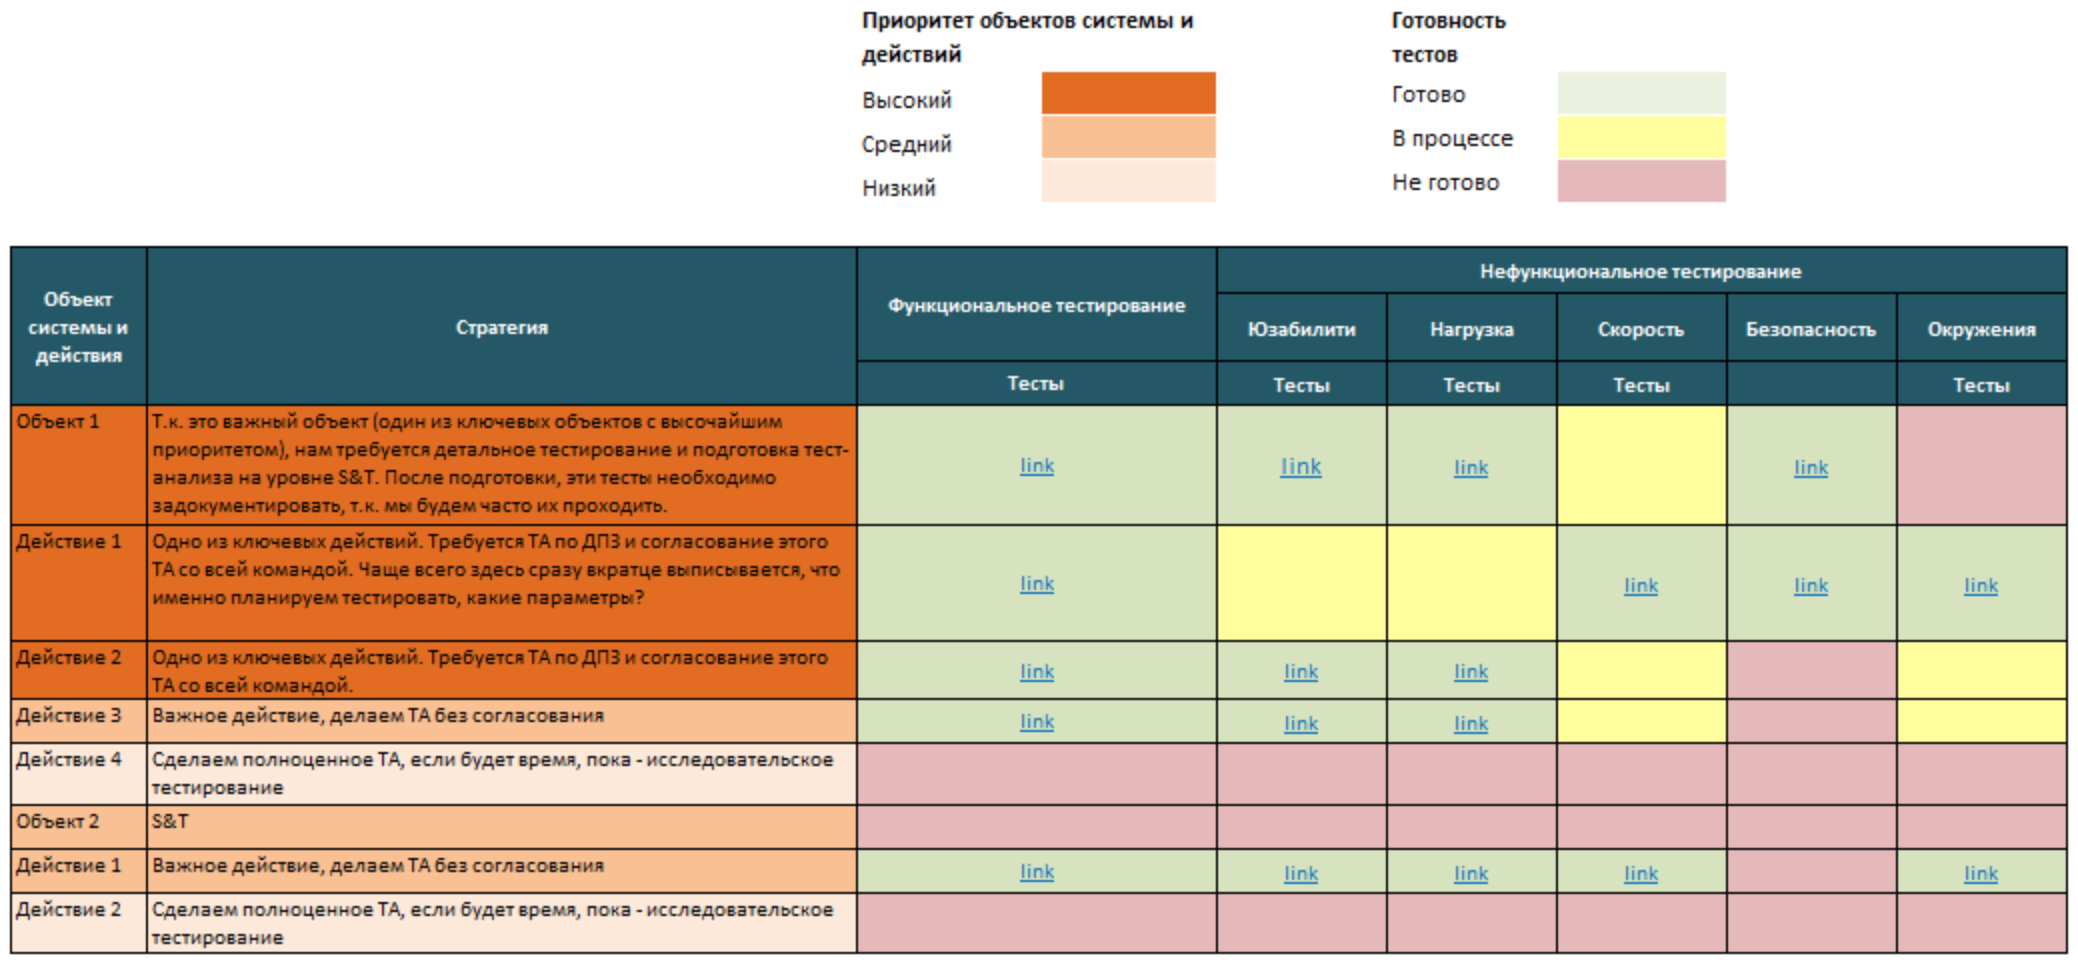 Приоритет объектов системы и
действий
Высокий
Средний
Низкий
Готовность
тестов
Готово
В процессе
Не готово
Объект
системы и
действия
Стратегия
Функциональное тестирование
Нефункциональное тестирование
Юзабилити
Нагрузка
Скорость
Безопасность
Окружения
Тесты
Тесты
Тесты
Тесты
Тесты
Объект 1
Т.к. это важный объект (один из ключевых объектов с высочайшим
приоритетом), нам требуется детальное тестирование и подготовка тест-
анализа на уровне S&T. После подготовки, эти тесты необходимо
задокументировать, т.к. мы будем часто их проходить.
link
link
link
link
Действие 1
Одно из ключевых действий. Требуется ТА по ДПЗ и согласование этого
ТА со всей командой. Чаще всего здесь сразу вкратце выписывается, что
именно планируем тестировать, какие параметры?
link
link
link
link
Действие 2
Одно из ключевых действий. Требуется ТА по ДПЗ и согласование этого
ТА со всей командой.
link
link
link
Действие 3
Важное действие, делаем ТА без согласования
link
link
link
Действие 4
Сделаем полноценное ТА, если будет время, пока - исследовательское
тестирование
Объект 2
S&T
Действие 1
Важное действие, делаем ТА без согласования
link
link
link
link
link
Действие 2
Сделаем полноценное ТА, если будет время, пока - исследовательское
тестирование